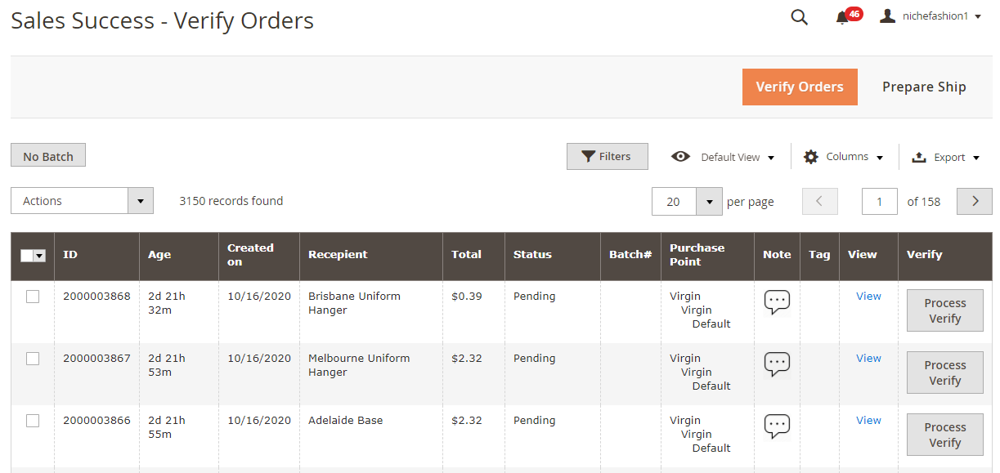 Sales Success - Verify Orders
46
nichefashion1
Verify Orders
Prepare Ship
No Batch
Filters
Default View
Columns
Export
Actions
3150 records found
20
per page
1
of 158
ID
Age
Created
on
Recepient
Total
Status
Batch#
Purchase
Point
Note
Tag
View
Verify
2000003868
2d 21h
32m
10/16/2020
Brisbane Uniform
Hanger
$0.39
Pending
Virgin
Virgin
Default
View
Process
Verify
2000003867
2d 21h
53m
10/16/2020
Melbourne Uniform
Hanger
$2.32
Pending
Virgin
Virgin
Default
View
Process
Verify
2000003866
2d 21h
55m
10/16/2020
Adelaide Base
$2.32
Pending
Virgin
Virgin
Default
View
Process
Verify